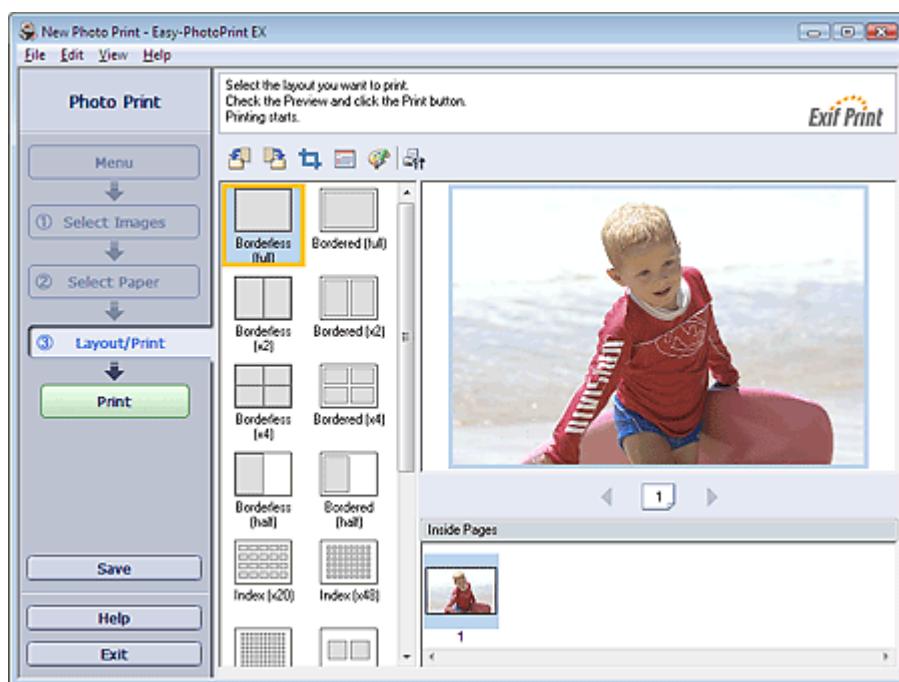 New Photo Print - Easy-PhotoPrint EX
File Edit View Help
Photo Print
Select the layout you want to print.
Check the Preview and click the Print button.
Printing starts.
Exif Print
Menu
① Select Images
② Select Paper
③ Layout/Print
Print
Save
Help
Exit
Borderless
(full)
Bordered (full)
Borderless
(x2)
Bordered (x2)
Borderless
(x4)
Bordered (x4)
Borderless
(half)
Bordered
(half)
Index (x20)
Index (x48)
DIVISION
1
Inside Pages
1